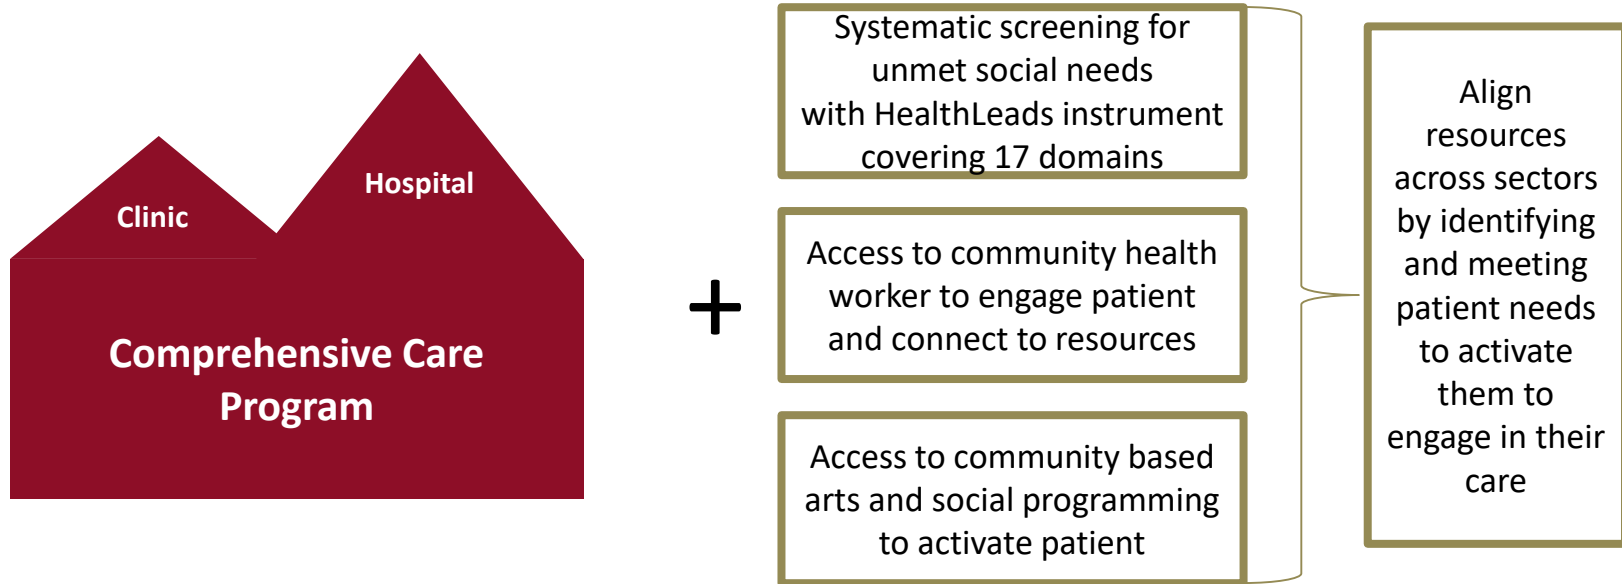 Clinic
Hospital
Comprehensive Care
Program
+
Systematic screening for
unmet social needs
with HealthLeads instrument
covering 17 domains
Access to community health
worker to engage patient
and connect to resources
Access to community based
arts and social programming
to activate patient
Align
resources
across sectors
by identifying
and meeting
patient needs
to activate
them to
engage in their
care